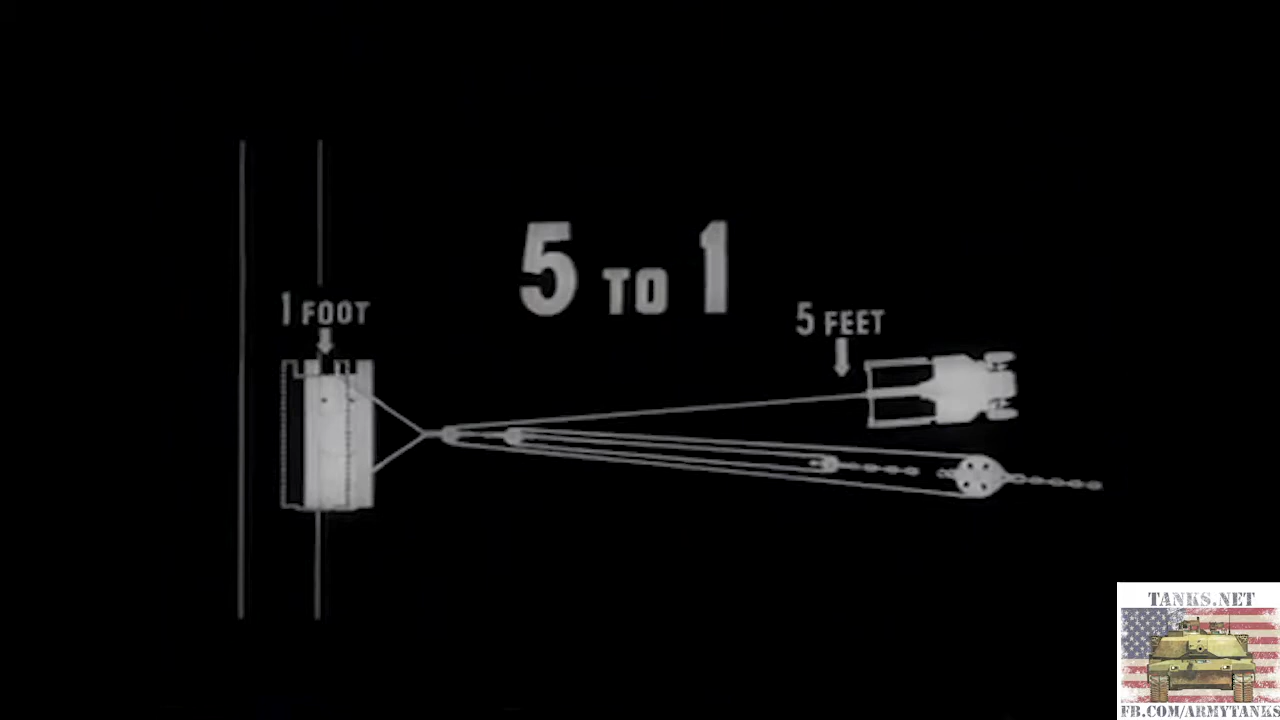 5 TO 1
1 FOOT
5 FEET
TANKS.NET
FB.COM/ARMYTANKS